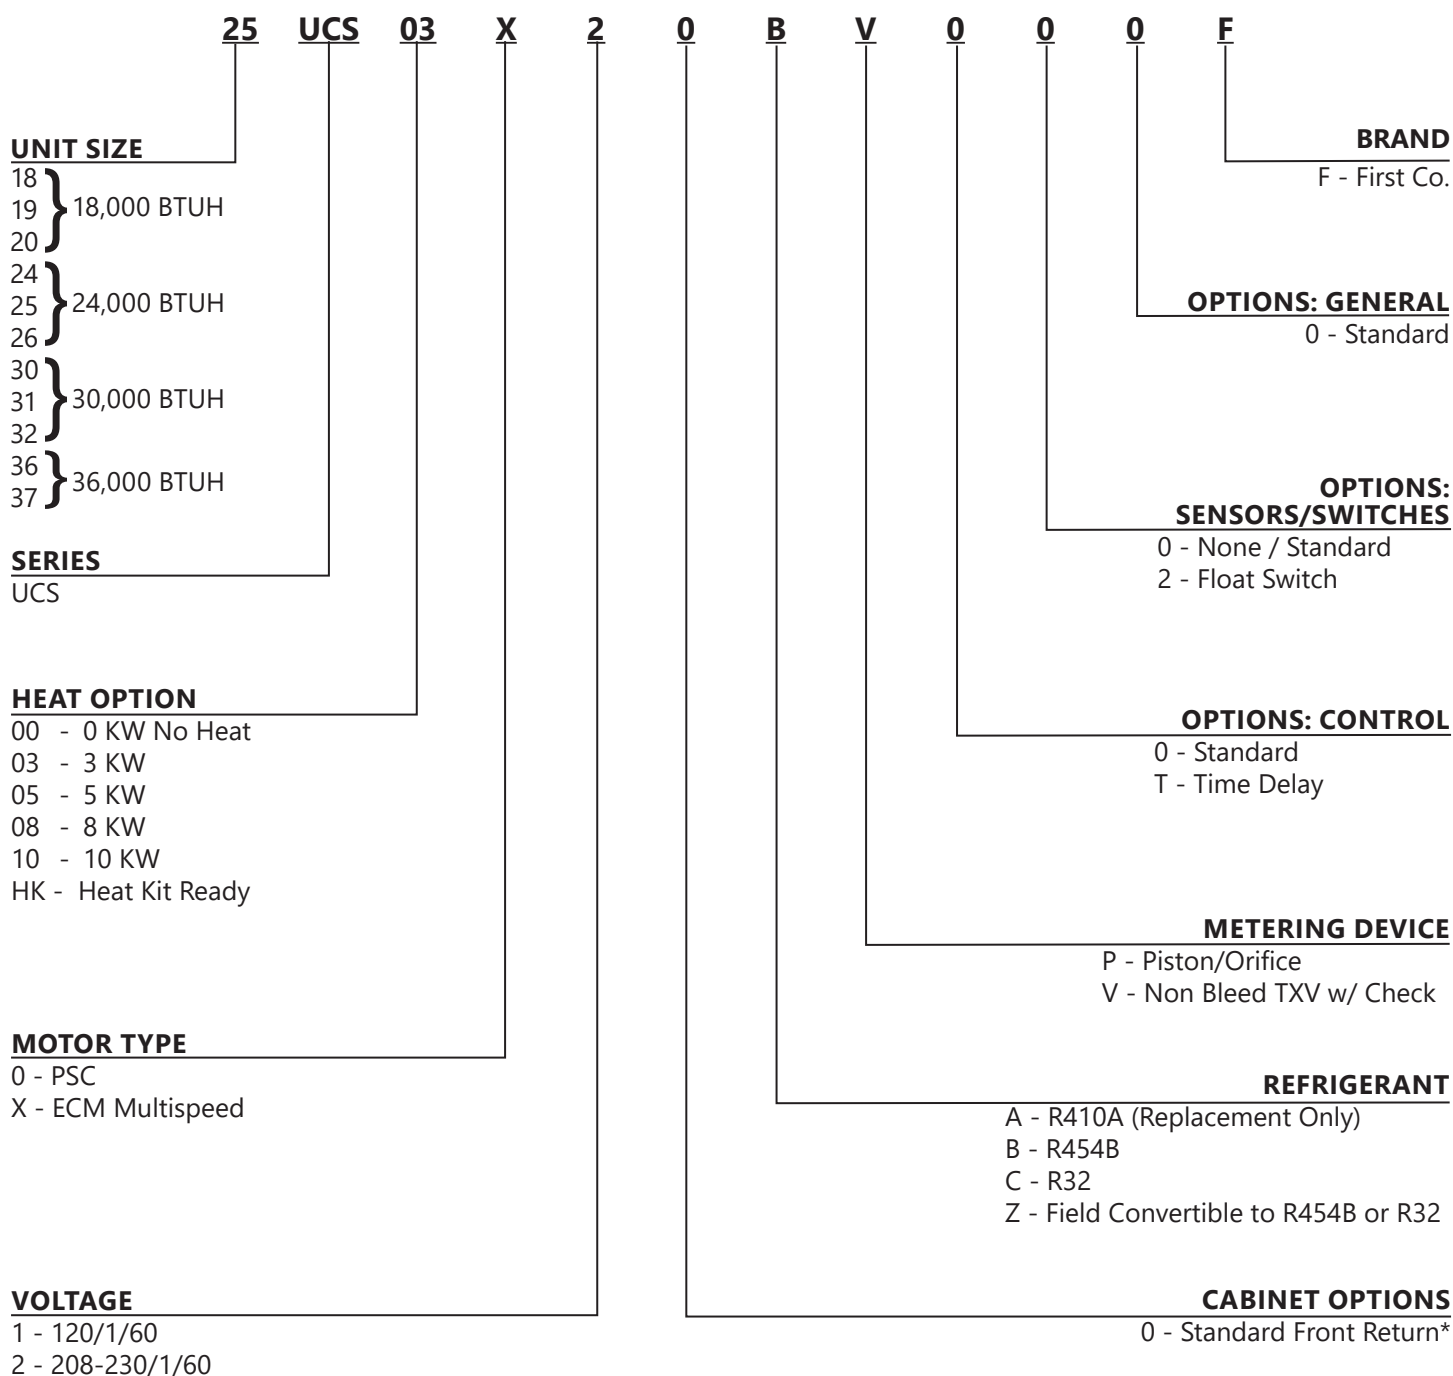 25 UCS 03 X 2 0 B V 0 0 0 F
UNIT SIZE
18
19
20
18,000 BTUH
24
25
26
24,000 BTUH
30
31
32
30,000 BTUH
36
37
36,000 BTUH
SERIES
UCS
HEAT OPTION
00 - 0 KW No Heat
03 - 3 KW
05 - 5 KW
08 - 8 KW
10 - 10 KW
HK - Heat Kit Ready
MOTOR TYPE
0 - PSC
X - ECM Multispeed
VOLTAGE
1 - 120/1/60
2 - 208-230/1/60
BRAND
F - First Co.
OPTIONS: GENERAL
0 - Standard
OPTIONS:
SENSORS/SWITCHES
0 - None / Standard
2 - Float Switch
OPTIONS: CONTROL
0 - Standard
T - Time Delay
METERING DEVICE
P - Piston/Orifice
V - Non Bleed TXV w/ Check
REFRIGERANT
A - R410A (Replacement Only)
B - R454B
C - R32
Z - Field Convertible to R454B or R32
CABINET OPTIONS
0 - Standard Front Return*